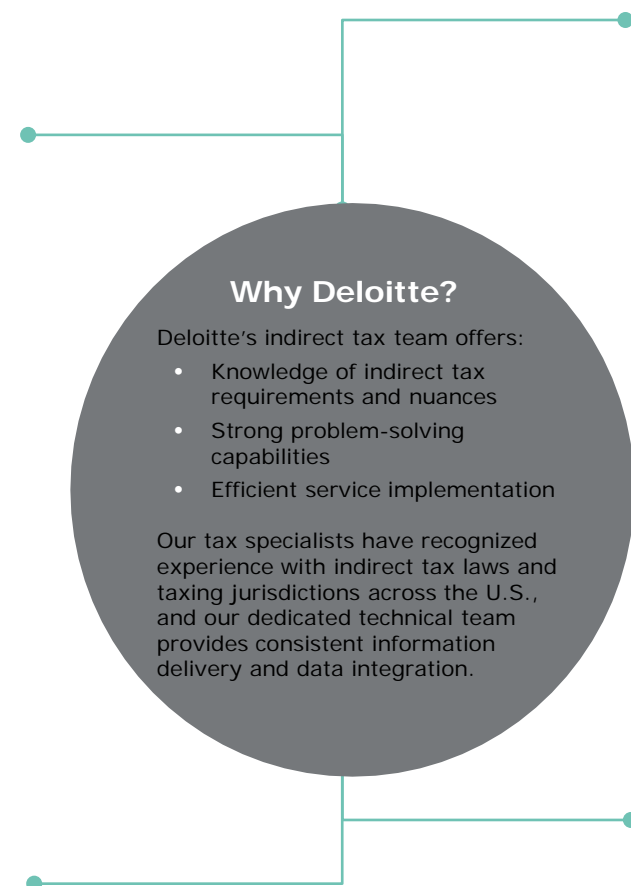 Why Deloitte?
Deloitte's indirect tax team offers:
• Knowledge of indirect tax
requirements and nuances
• Strong problem-solving
capabilities
• Efficient service implementation
Our tax specialists have recognized
experience with indirect tax laws and
taxing jurisdictions across the U.S.,
and our dedicated technical team
provides consistent information
delivery and data integration.